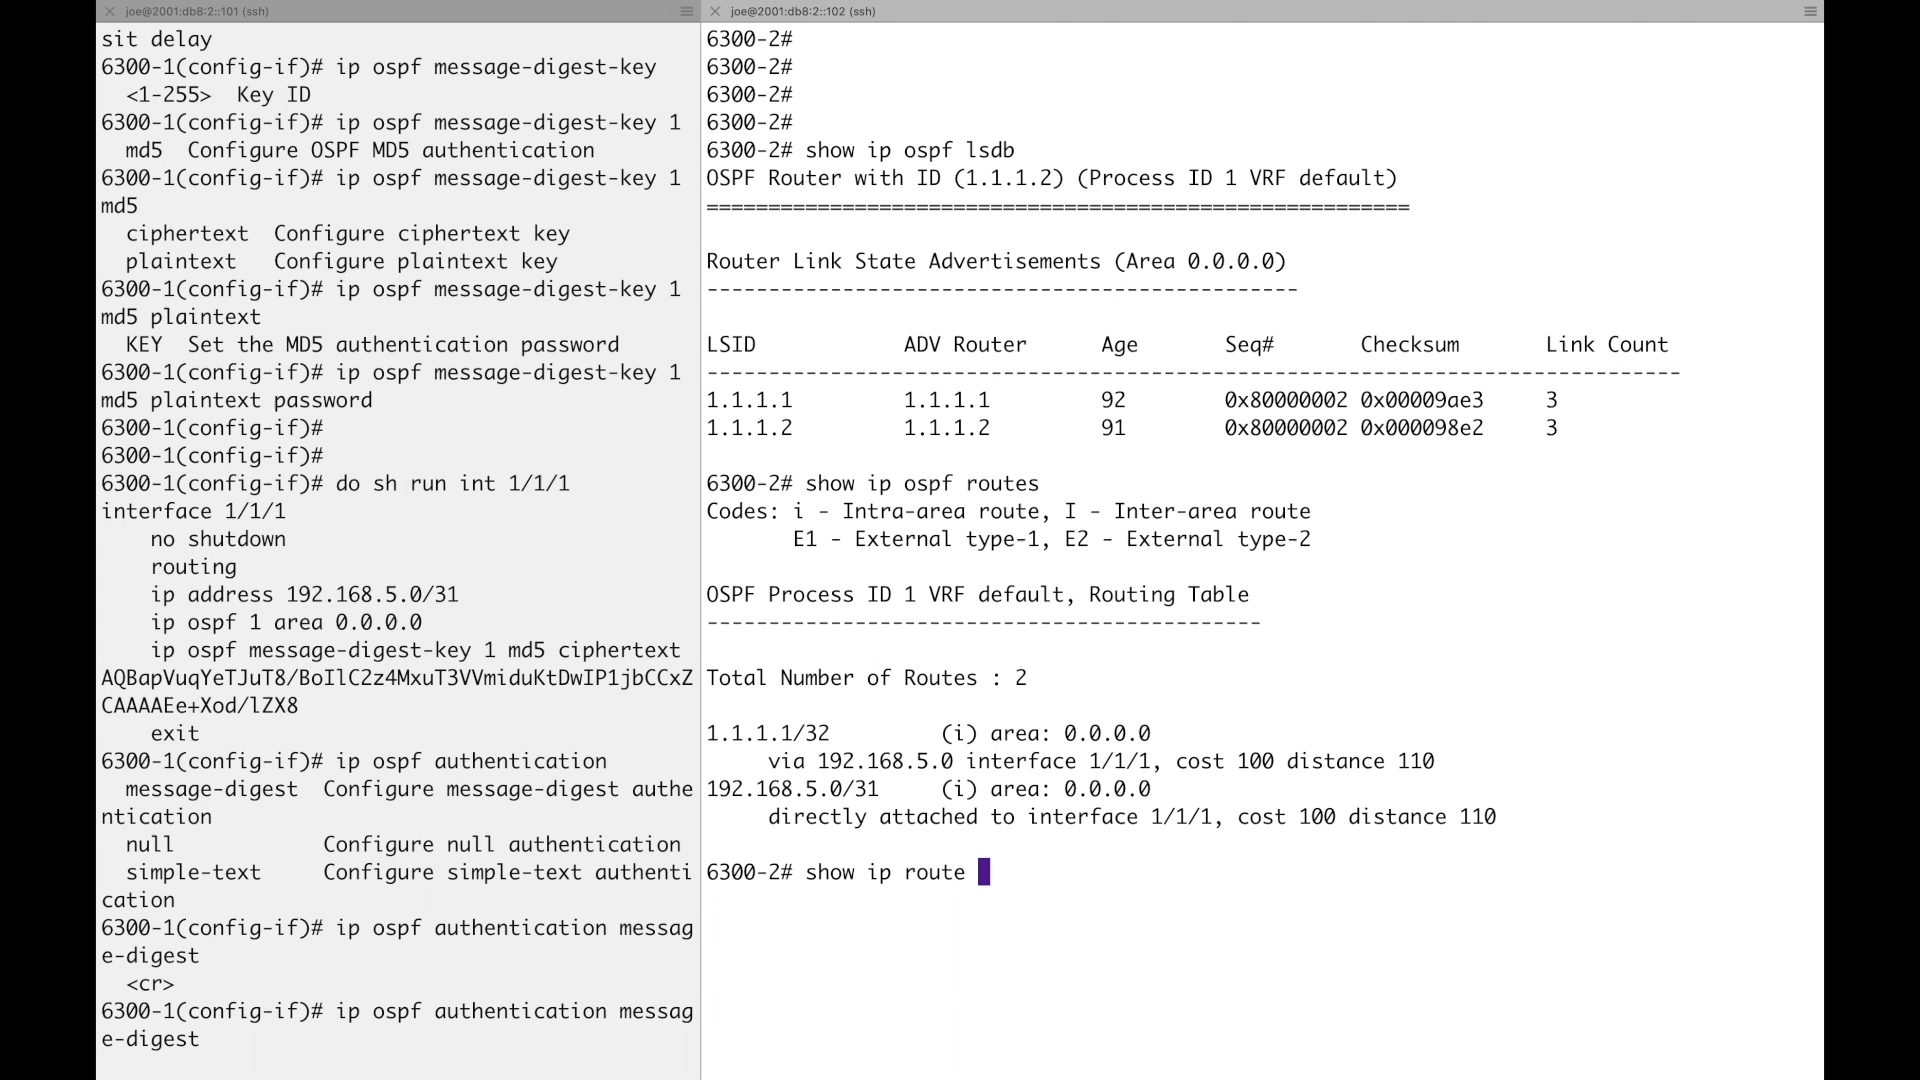 joe@2001:db8:2::101 (ssh)
sit delay
6300-1(config-if)# ip ospf message-digest-key
<1-255>  Key ID
6300-1(config-if)# ip ospf message-digest-key 1
md5  Configure OSPF MD5 authentication
6300-1(config-if)# ip ospf message-digest-key 1
md5
ciphertext  Configure ciphertext key
plaintext   Configure plaintext key
6300-1(config-if)# ip ospf message-digest-key 1
md5 plaintext
KEY  Set the MD5 authentication password
6300-1(config-if)# ip ospf message-digest-key 1
md5 plaintext password
6300-1(config-if)#
6300-1(config-if)#
6300-1(config-if)# do sh run int 1/1/1
interface 1/1/1
no shutdown
routing
ip address 192.168.5.0/31
ip ospf 1 area 0.0.0.0
ip ospf message-digest-key 1 md5 ciphertext
AQBapVuqYeTJuT8/BoIlC2z4MxuT3VVmiduKtDwIP1jbCCxZ
CAAAAEe+Xod/lZX8
exit
6300-1(config-if)# ip ospf authentication
message-digest  Configure message-digest authe
ntication
null            Configure null authentication
simple-text     Configure simple-text authenti
cation
6300-1(config-if)# ip ospf authentication messag
e-digest
<cr>
6300-1(config-if)# ip ospf authentication messag
e-digest
joe@2001:db8:2::102 (ssh)
6300-2#
6300-2#
6300-2#
6300-2#
6300-2# show ip ospf lsdb
OSPF Router with ID (1.1.1.2) (Process ID 1 VRF default)
=========================================================
Router Link State Advertisements (Area 0.0.0.0)
------------------------------------------------
LSID            ADV Router      Age       Seq#       Checksum       Link Count
-------------------------------------------------------------------------------
1.1.1.1         1.1.1.1         92        0x80000002 0x00009ae3     3
1.1.1.2         1.1.1.2         91        0x80000002 0x000098e2     3
6300-2# show ip ospf routes
Codes: i - Intra-area route, I - Inter-area route
E1 - External type-1, E2 - External type-2
OSPF Process ID 1 VRF default, Routing Table
---------------------------------------------
Total Number of Routes : 2
1.1.1.1/32         (i) area: 0.0.0.0
via 192.168.5.0 interface 1/1/1, cost 100 distance 110
192.168.5.0/31     (i) area: 0.0.0.0
directly attached to interface 1/1/1, cost 100 distance 110
6300-2# show ip route